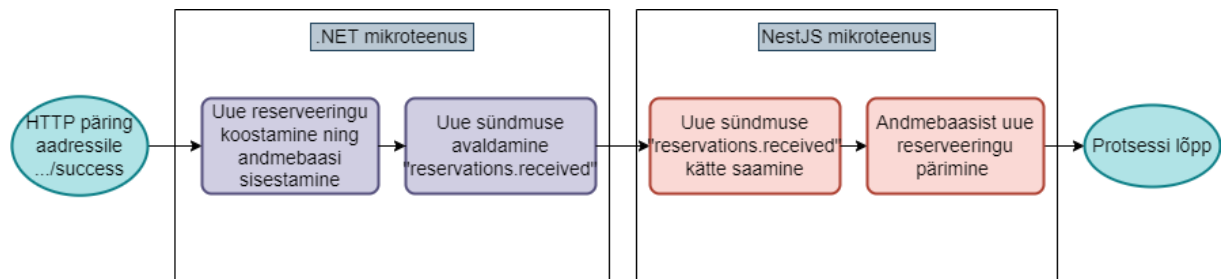 .NET mikroteenus
NestJS mikroteenus
HTTP päring
aadressile
.../success
Uue reserveeringu
koostamine ning
andmebaasi
sisestamine
Uue sündmuse
avaldamine
"reservations.received"
Uue sündmuse
"reservations.received"
kätte saamine
Andmebaasist uue
reserveeringu
pärimine
Protsessi lõpp